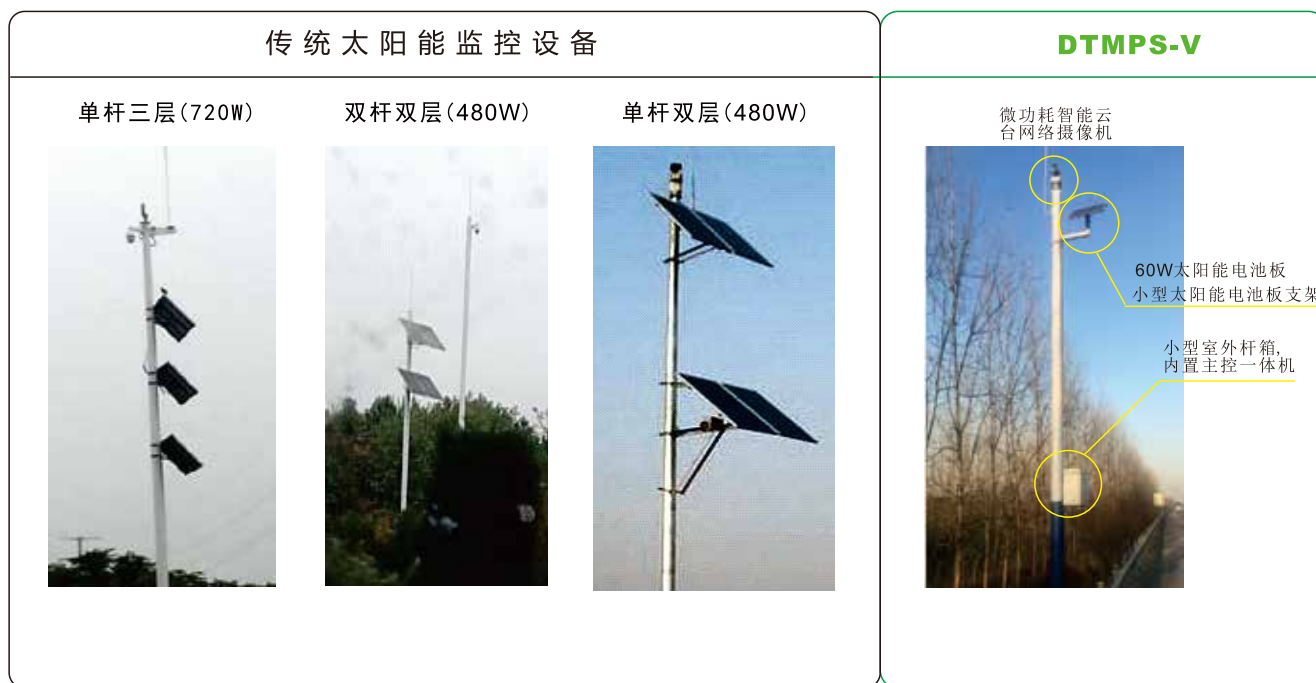 传统太阳能监控设备
DTMPS-V
单杆三层(720W)
双杆双层(480W)
单杆双层(480W)
微功耗智能云
台网络摄像机
60W太阳能电池板
小型太阳能电池板支架
小型室外杆箱,
内置主控一体机